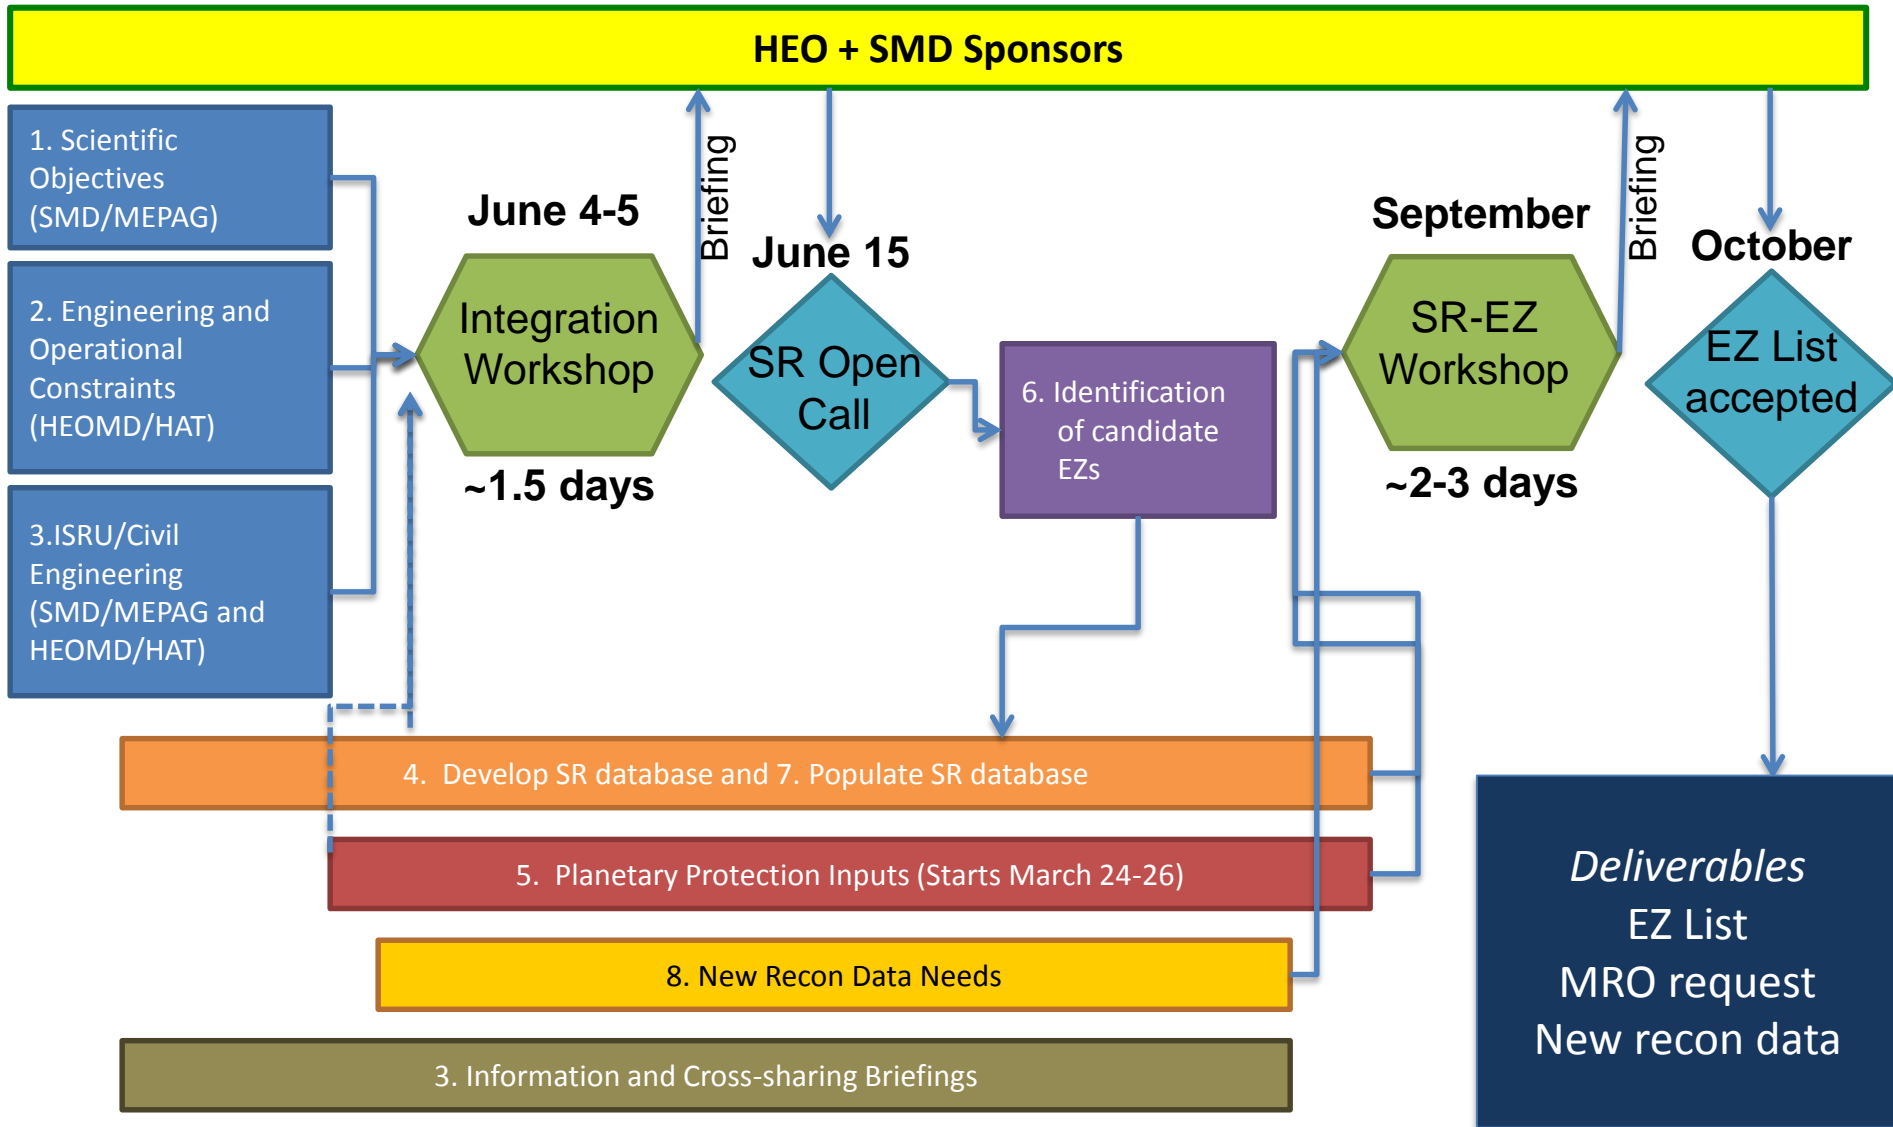 HEO + SMD Sponsors
1. Scientific
Objectives
(SMD/MEPAG)
2. Engineering and
Operational
Constraints
(HEOMD/HAT)
3.ISRU/Civil
Engineering
(SMD/MEPAG and
HEOMD/HAT)
June 4-5
Integration
Workshop
~1.5 days
Briefing
June 15
SR Open
Call
6. Identification
of candidate
EZs
September
SR-EZ
Workshop
~2-3 days
Briefing
October
EZ List
accepted
4. Develop SR database and 7. Populate SR database
5. Planetary Protection Inputs (Starts March 24-26)
8. New Recon Data Needs
3. Information and Cross-sharing Briefings
Deliverables
EZ List
MRO request
New recon data